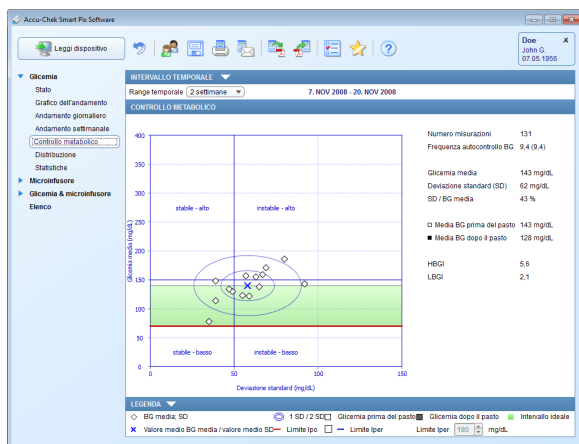 Accu-Chek Smart Pix Software
Leggi dispositivo
Doe
John G.
07.05.1956
Glicemia
Stato
Grafico dell'andamento
Andamento giornaliero
Andamento settimanale
Controllo metabolico
Distribuzione
Statistiche
Microinfusore
Glicemia & microinfusore
Elenco
INTERVALLO TEMPORALE
Range temporale 2 settimane 7. NOV 2008 - 20. NOV 2008
CONTROLLO METABOLICO
400
350
300
250
200
150
100
50
0
Glicemia media (mg/dL)
stabile - alto instabile - alto
stabile - basso instabile - basso
0 50 100 150
Deviazione standard (mg/dL)
Numero misurazioni 131
Frequenza autocontrollo BG 9,4 (9,4)
Glicemia media 143 mg/dL
Deviazione standard (SD) 62 mg/dL
SD / BG media 43 %
Media BG prima del pasto 143 mg/dL
Media BG dopo il pasto 128 mg/dL
HBGI 5,6
LBGI 2,1
LEGENDA
BG media; SD 1 SD / 2 SD Glicemia prima del pasto Glicemia dopo il pasto Intervallo ideale
Valore medio BG media / valore medio SD Limite Ipo Limite Iper Limite Iper 180 mg/dL